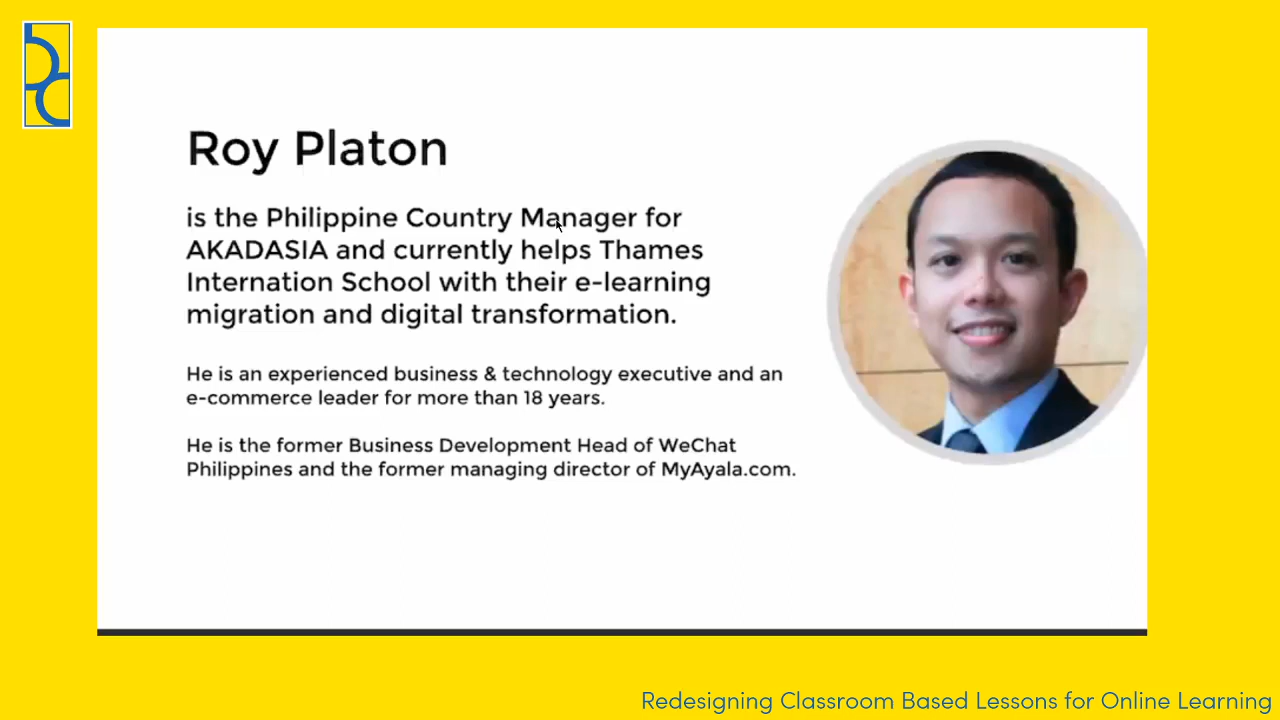 Roy Platon
is the Philippine Country Manager for
AKADASIA and currently helps Thames
Internation School with their e-learning
migration and digital transformation.
He is an experienced business & technology executive and an
e-commerce leader for more than 18 years.
He is the former Business Development Head of WeChat
Philippines and the former managing director of MyAyala.com.
Redesigning Classroom Based Lessons for Online Learning